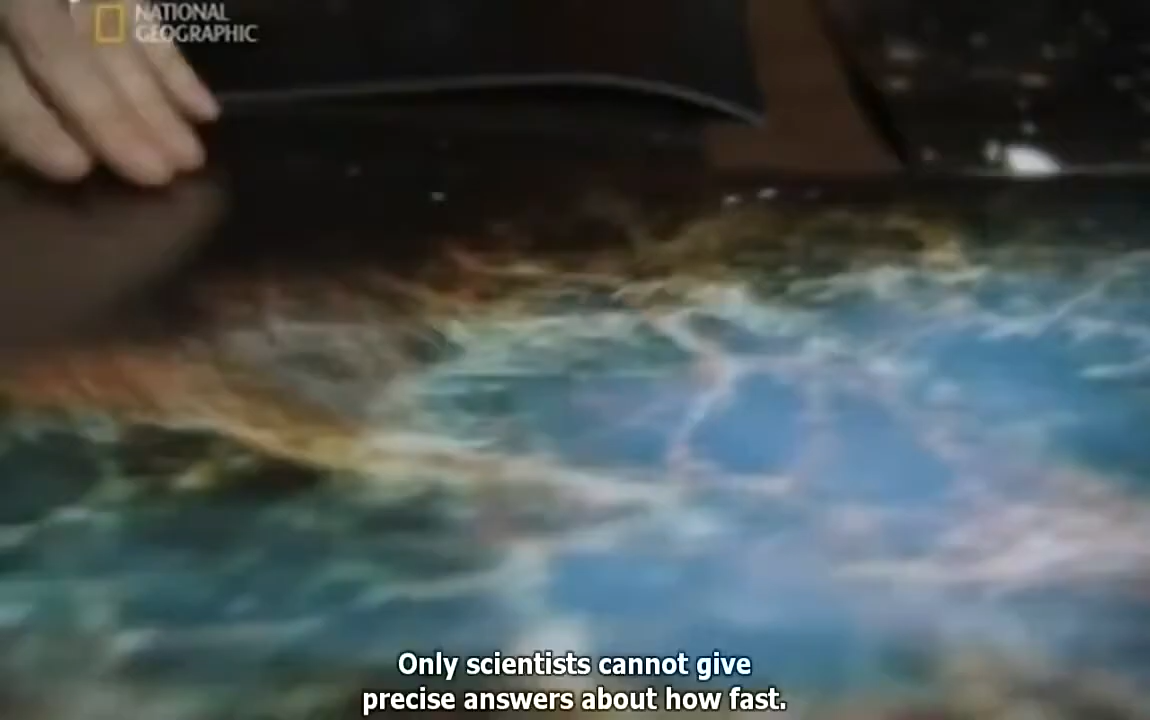 NATIONAL
GEOGRAPHIC
Only scientists cannot give
precise answers about how fast.